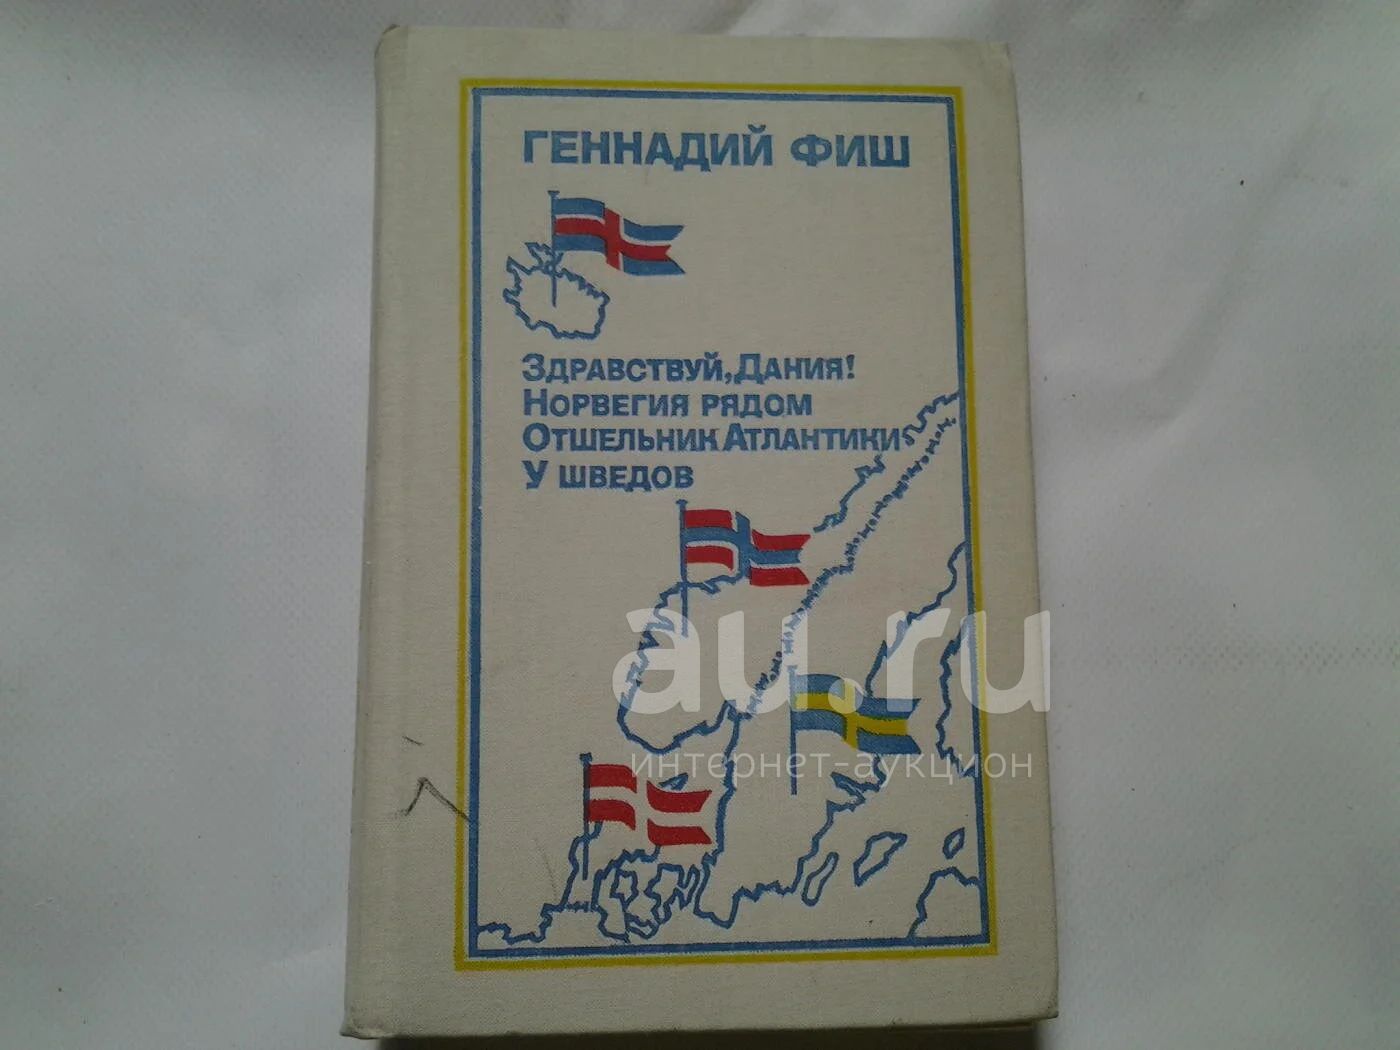 ГЕННАДИЙ ФИШ
ЗДРАВСТВУЙ, ДАНИЯ!
НОРВЕГИЯ РЯДОМ
ОТШЕЛЬНИК АТЛАНТИКИ
У ШВЕДОВ
au.ru
интернет-аукцион